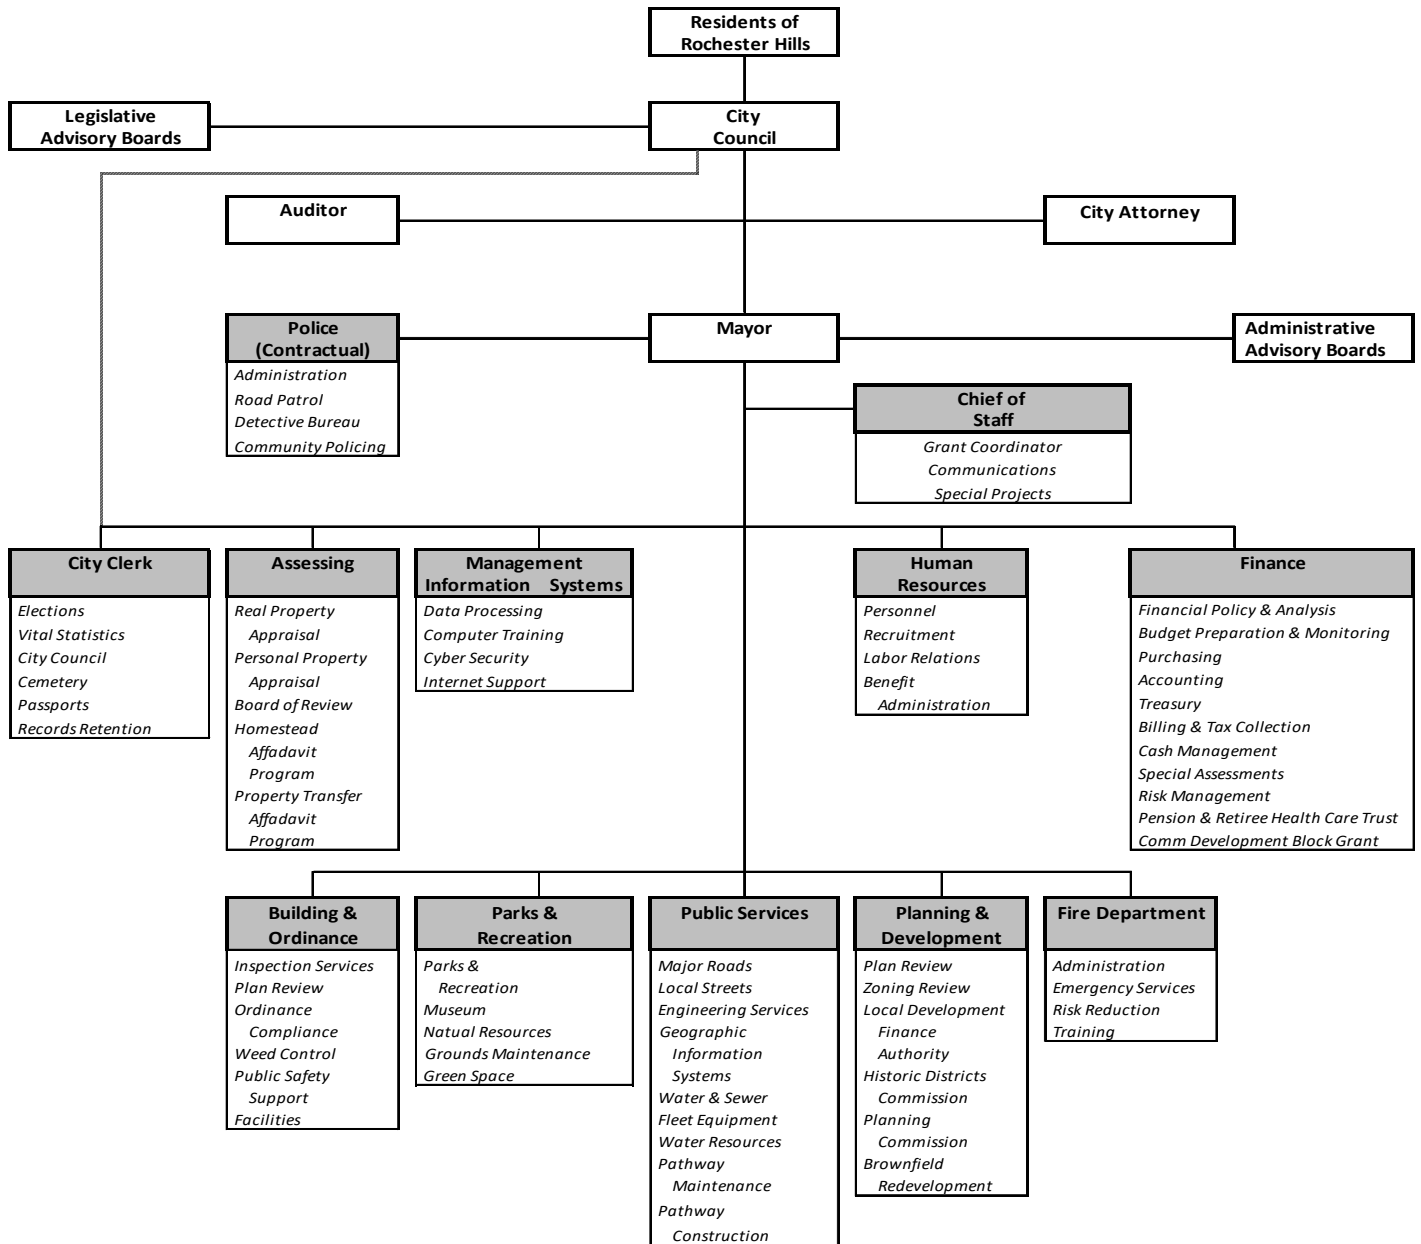 Residents of
Rochester Hills
Legislative
Advisory Boards
City
Council
Auditor
City Attorney
Police
(Contractual)
Administration
Road Patrol
Detective Bureau
Community Policing
Mayor
Administrative
Advisory Boards
Chief of
Staff
Grant Coordinator
Communications
Special Projects
City Clerk
Elections
Vital Statistics
City Council
Cemetery
Passports
Records Retention
Assessing
Real Property
Appraisal
Personal Property
Appraisal
Board of Review
Homestead
Affadavit
Program
Property Transfer
Affadavit
Program
Management
Information Systems
Data Processing
Computer Training
Cyber Security
Internet Support
Human
Resources
Personnel
Recruitment
Labor Relations
Benefit
Administration
Finance
Financial Policy & Analysis
Budget Preparation & Monitoring
Purchasing
Accounting
Treasury
Billing & Tax Collection
Cash Management
Special Assessments
Risk Management
Pension & Retiree Health Care Trust
Comm Development Block Grant
Building &
Ordinance
Inspection Services
Plan Review
Ordinance
Compliance
Weed Control
Public Safety
Support
Facilities
Parks &
Recreation
Parks &
Recreation
Museum
Natual Resources
Grounds Maintenance
Green Space
Public Services
Major Roads
Local Streets
Engineering Services
Geographic
Information
Systems
Water & Sewer
Fleet Equipment
Water Resources
Pathway
Maintenance
Pathway
Construction
Planning &
Development
Plan Review
Zoning Review
Local Development
Finance
Authority
Historic Districts
Commission
Planning
Commission
Brownfield
Redevelopment
Fire Department
Administration
Emergency Services
Risk Reduction
Training